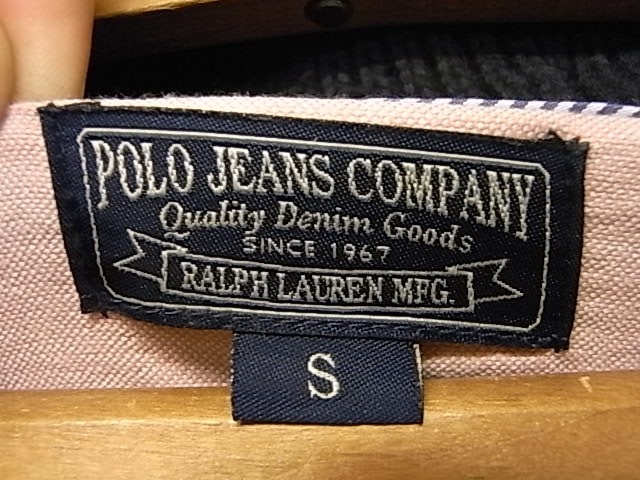 POLO JEANS COMPANY
Quality Denim Goods
SINCE 1967
RALPH LAUREN MFG.
S